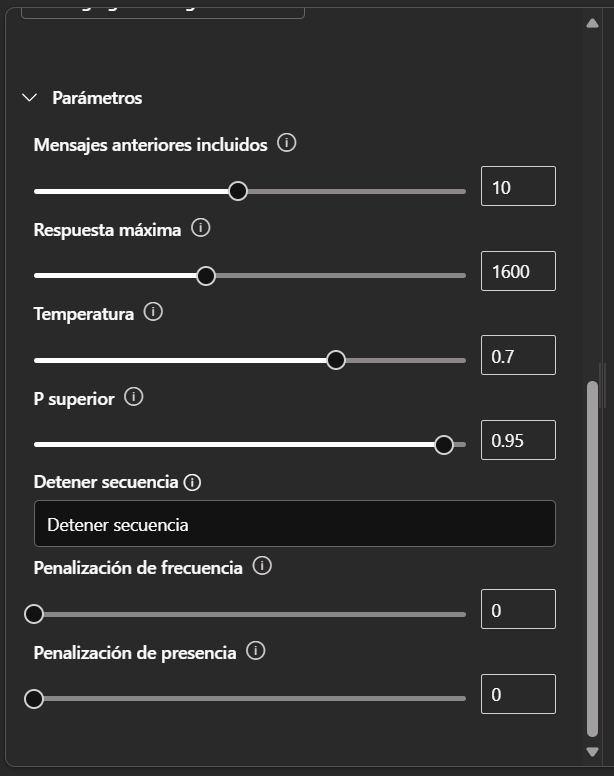 Parámetros
Mensajes anteriores incluidos
10
Respuesta máxima
1600
Temperatura
0.7
P superior
0.95
Detener secuencia
Detener secuencia
Penalización de frecuencia
0
Penalización de presencia
0